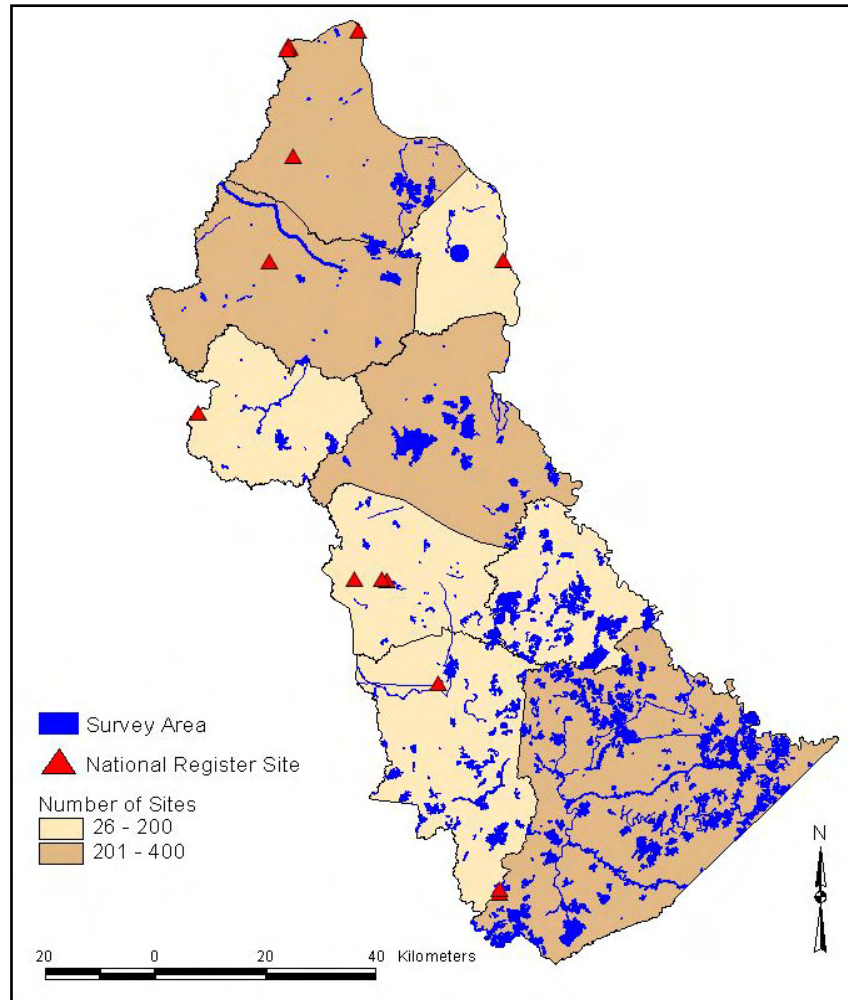 Survey Area
National Register Site
Number of Sites
26 - 200
201 - 400
N
20 0 20 40 Kilometers